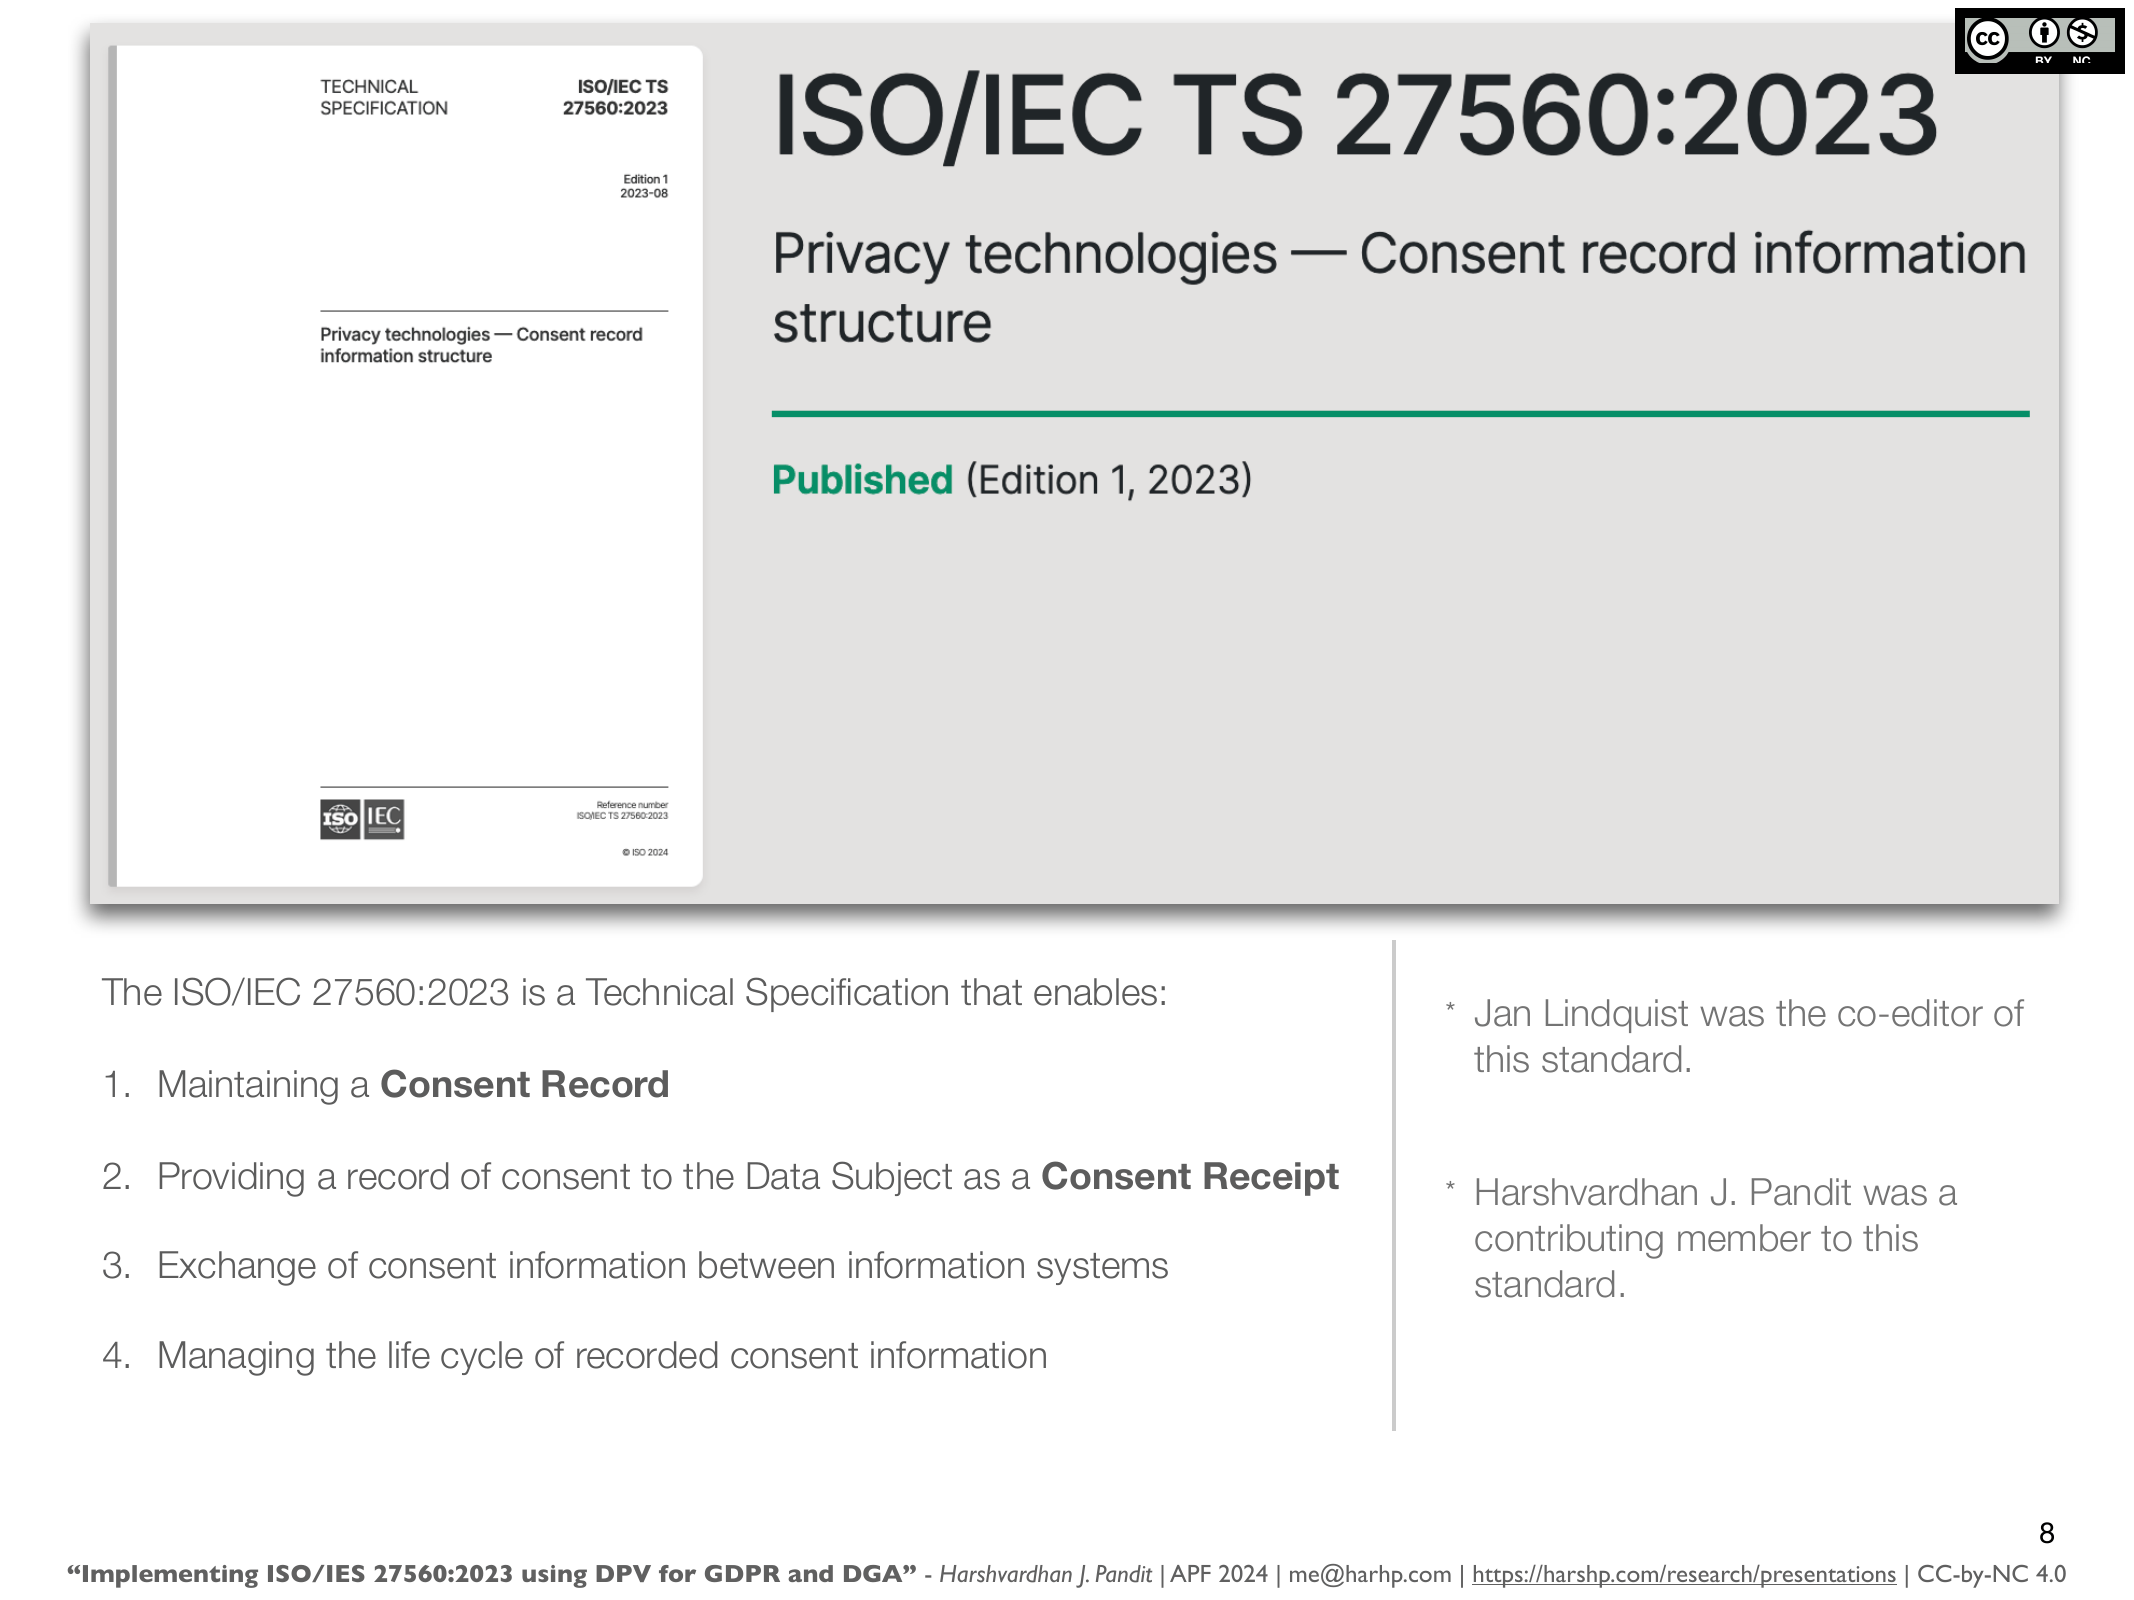 CC BY NC
TECHNICAL
SPECIFICATION
ISO/IEC TS
27560:2023
Edition 1
2023-08
Privacy technologies — Consent record
information structure
ISO IEC
Reference number
ISO/IEC TS 27560:2023
© ISO 2024
ISO/IEC TS 27560:2023
Privacy technologies — Consent record information
structure
Published (Edition 1, 2023)
The ISO/IEC 27560:2023 is a Technical Specification that enables:
1. Maintaining a Consent Record
2. Providing a record of consent to the Data Subject as a Consent Receipt
3. Exchange of consent information between information systems
4. Managing the life cycle of recorded consent information
* Jan Lindquist was the co-editor of
this standard.
* Harshvardhan J. Pandit was a
contributing member to this
standard.
8
“Implementing ISO/IES 27560:2023 using DPV for GDPR and DGA” - Harshvardhan J. Pandit | APF 2024 | me@harhp.com | https://harshp.com/research/presentations | CC-by-NC 4.0